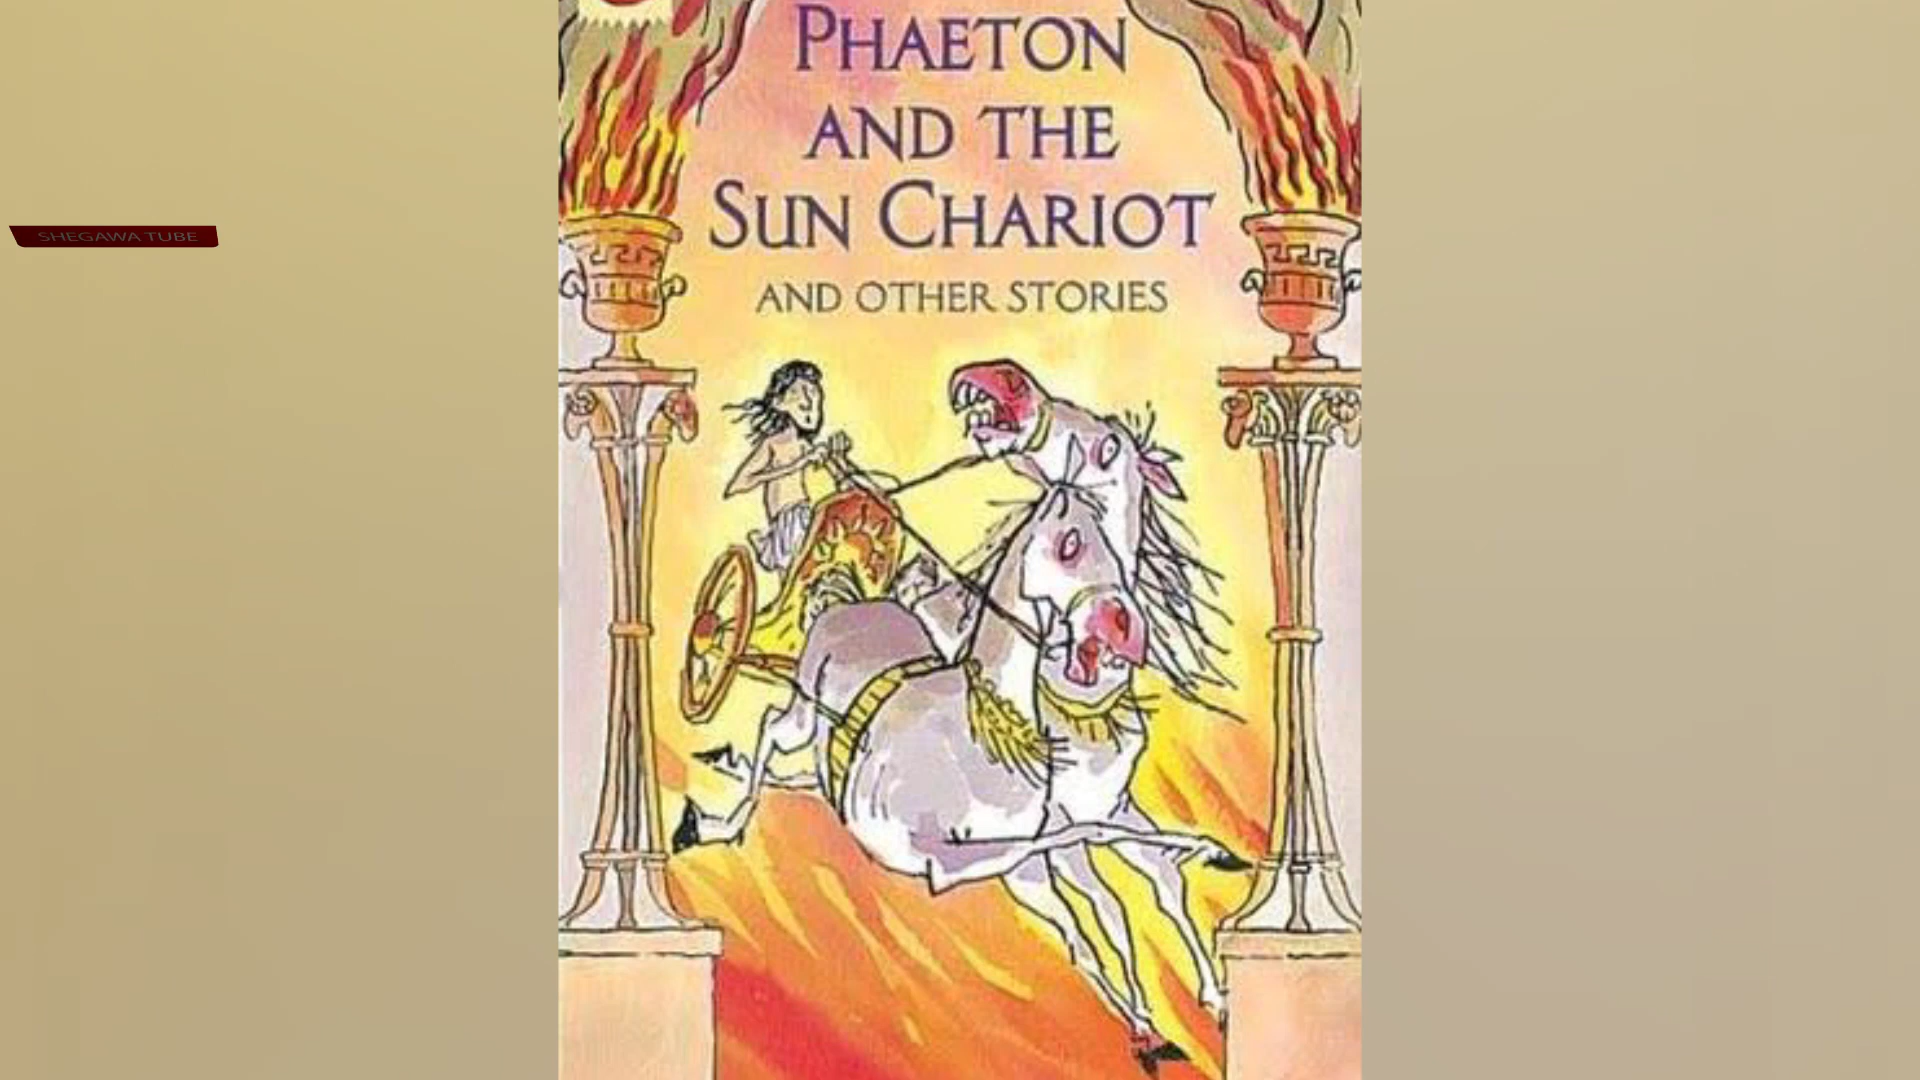 PHAETON
AND THE
SUN CHARIOT
AND OTHER STORIES
SHEGAWA TUBE